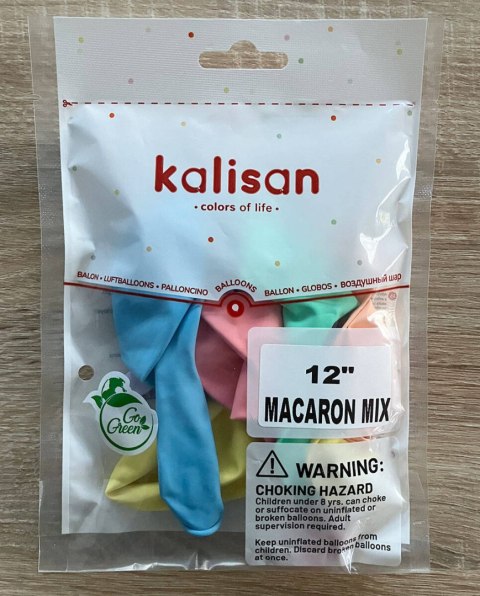 kalisan
• colors of life •
BALON • LUFTBALLONS • PALLONCINO BALLOONS BALLON • GLOBOS • ВОЗДУШНЫЙ шар
12"
MACARON MIX
Go
Green
WARNING:
CHOKING HAZARD
Children under 8 yrs. can choke
or suffocate on uninflated or
broken balloons. Adult
supervision required.
Keep uninflated balloons from
children. Discard broken balloons
at once.